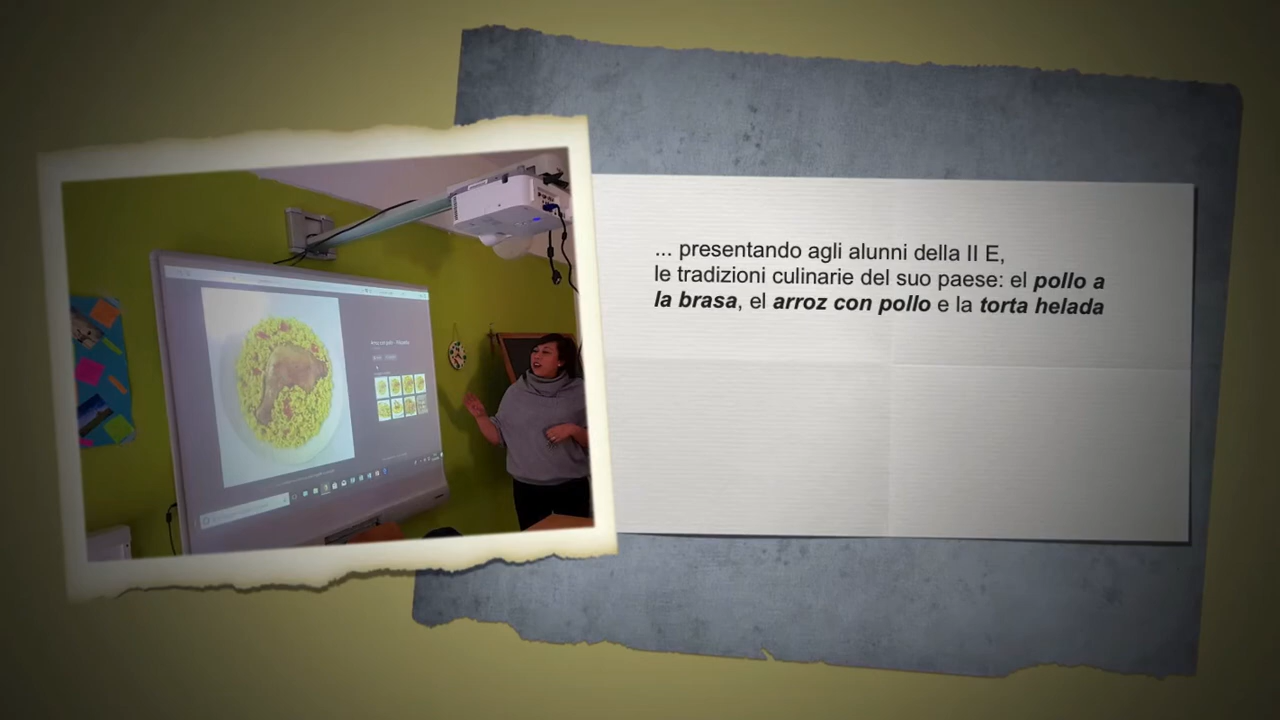 ... presentando agli alunni della II E,
le tradizioni culinarie del suo paese: el pollo a
la brasa, el arroz con pollo e la torta helada